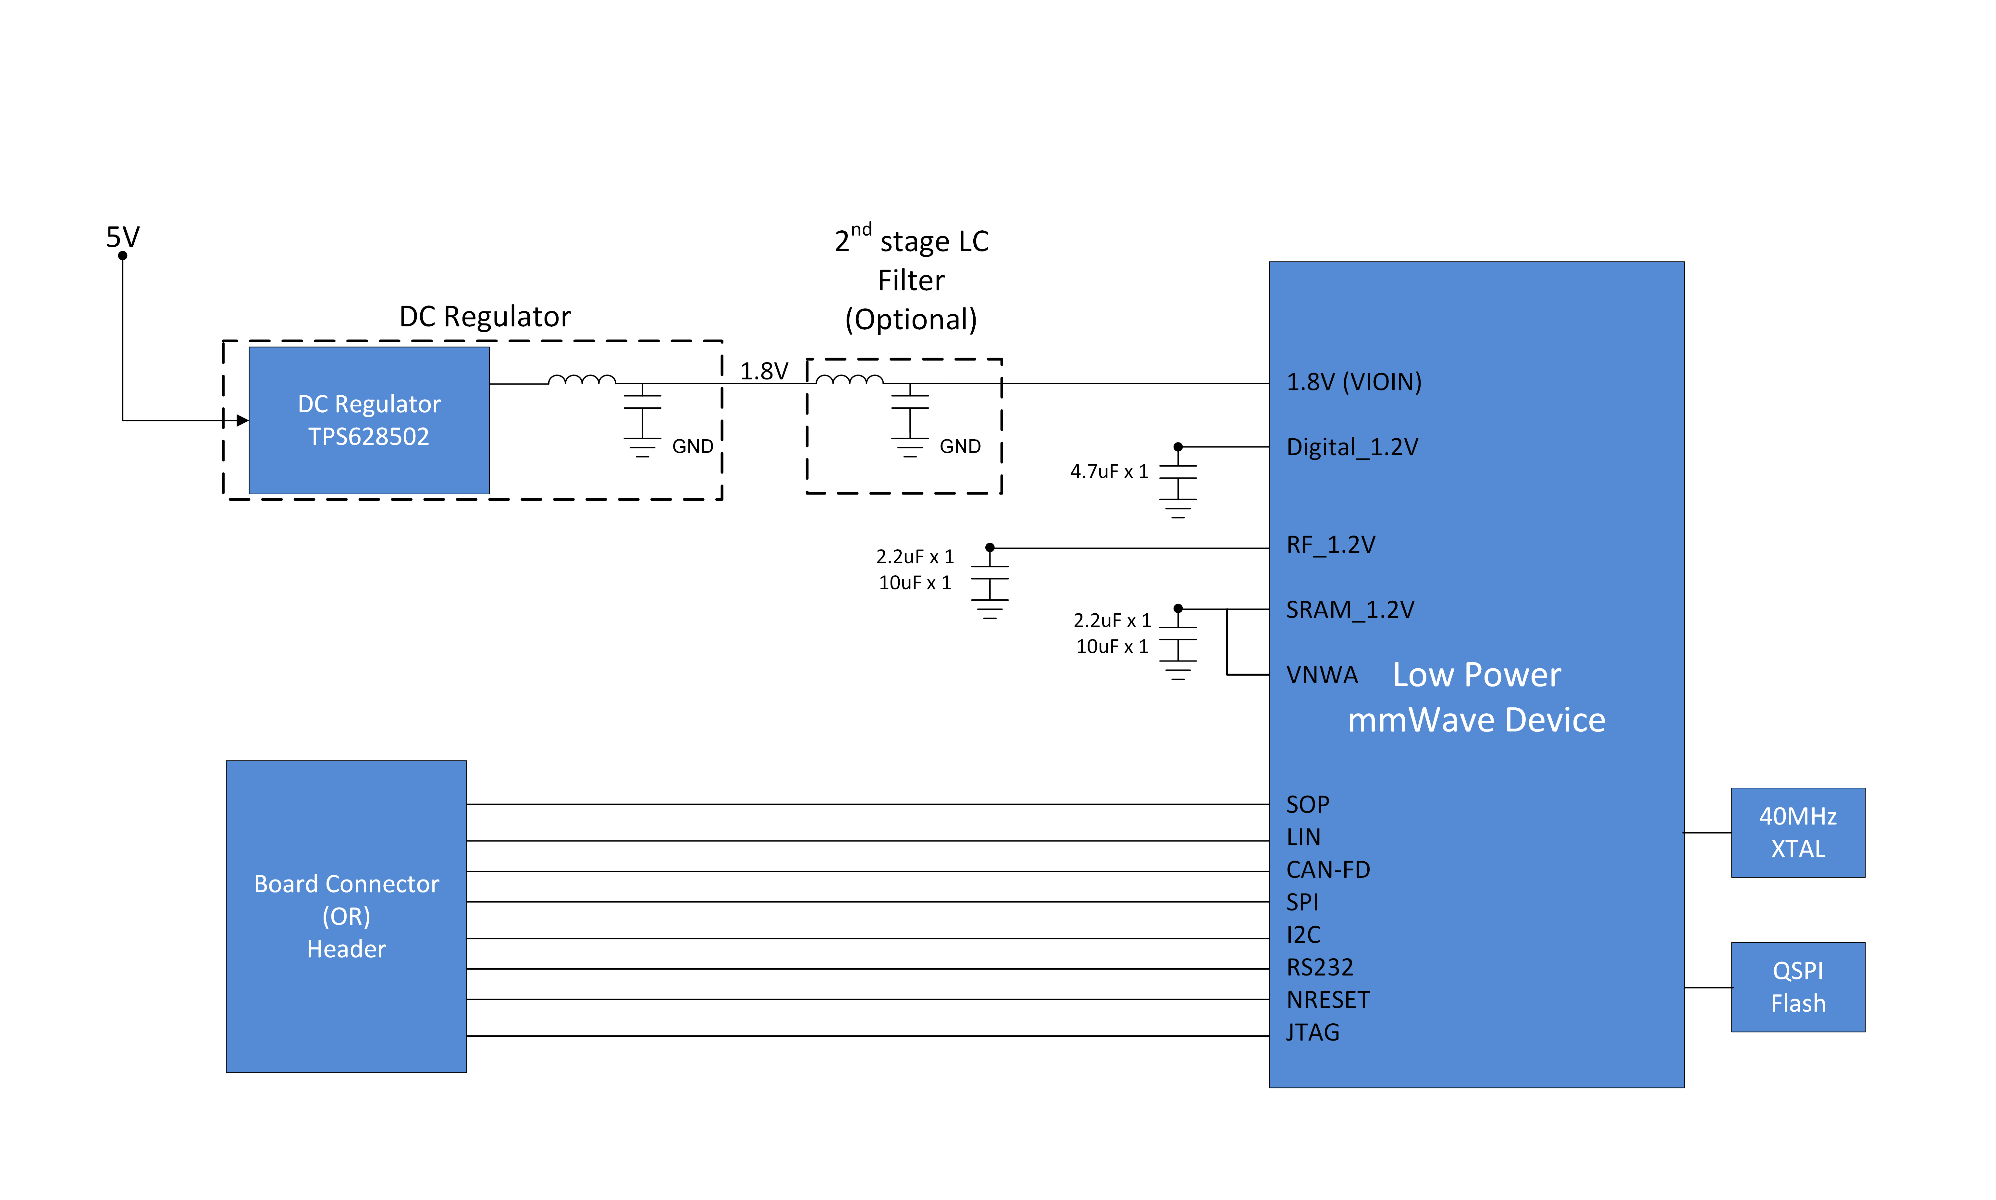 5V
DC Regulator
DC Regulator
TPS628502
GND
1.8V
2nd stage LC
Filter
(Optional)
GND
1.8V (VIOIN)
Digital_1.2V
4.7uF x 1
RF_1.2V
2.2uF x 1
10uF x 1
SRAM_1.2V
2.2uF x 1
10uF x 1
VNWA
Low Power
mmWave Device
Board Connector
(OR)
Header
SOP
LIN
CAN-FD
SPI
I2C
RS232
NRESET
JTAG
40MHz
XTAL
QSPI
Flash